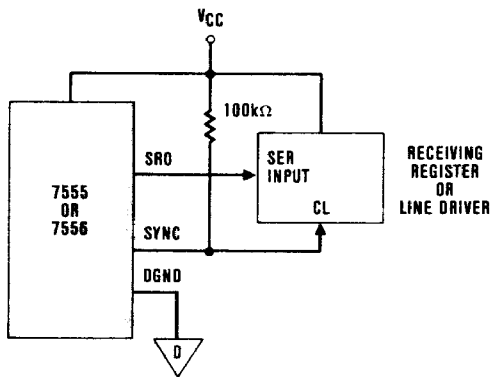 VCC
100kΩ
SRO
SER
INPUT
RECEIVING
REGISTER
OR
LINE DRIVER
7555
OR
7556
CL
SYNC
DGND
D